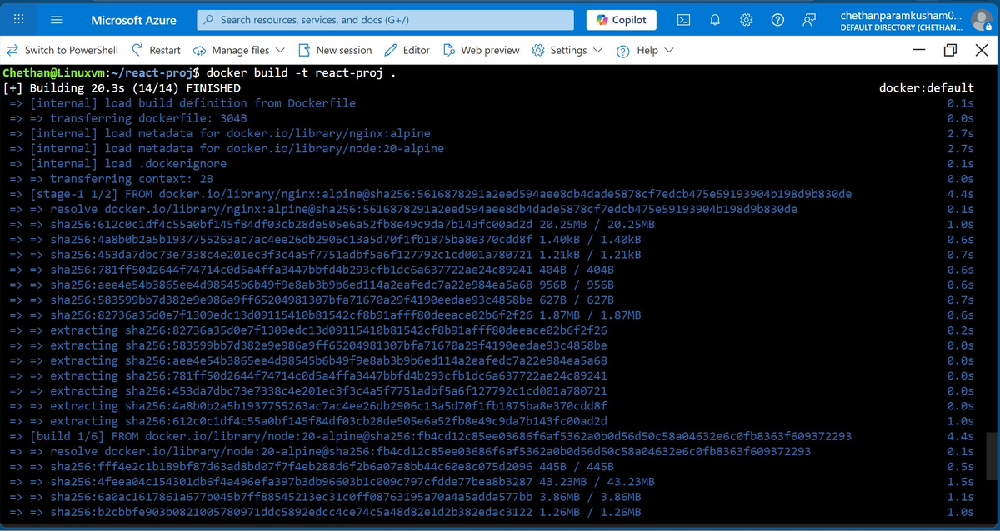 Microsoft Azure
Search resources, services, and docs (G+/)
Copilot
chethanparamkusham0...
DEFAULT DIRECTORY (CHETHAN...
Switch to PowerShell
Restart
Manage files
New session
Editor
Web preview
Settings
Help
Chethan@Linuxvm:~/react-proj$ docker build -t react-proj .
[+] Building 20.3s (14/14) FINISHED docker:default
=> [internal] load build definition from Dockerfile 0.1s
=> => transferring dockerfile: 304B 0.0s
=> [internal] load metadata for docker.io/library/nginx:alpine 2.7s
=> [internal] load metadata for docker.io/library/node:20-alpine 2.7s
=> [internal] load .dockerignore 0.1s
=> => transferring context: 2B 0.0s
=> [stage-1 1/2] FROM docker.io/library/nginx:alpine@sha256:5616878291a2eed594aee8db4dade5878cf7edcb475e59193904b198d9b830de 4.4s
=> => resolve docker.io/library/nginx:alpine@sha256:5616878291a2eed594aee8db4dade5878cf7edcb475e59193904b198d9b830de 0.1s
=> => sha256:612c0c1df4c55a0bf145f84df03cb28de505e6a52fb8e49c9da7b143fc00ad2d 20.25MB / 20.25MB 1.0s
=> => sha256:4a8b0b2a5b1937755263ac7ac4ee26db2906c13a5d70f1fb1875ba8e370cdd8f 1.40kB / 1.40kB 0.6s
=> => sha256:453da7dbc73e7338c4e201ec3f3c4a5f7751adbf5a6f127792c1cd001a780721 1.21kB / 1.21kB 0.7s
=> => sha256:781ff50d2644f74714c0d5a4ffa3447bbfd4b293cfb1dc6a637722ae24c89241 404B / 404B 0.6s
=> => sha256:aee4e54b3865ee4d98545b6b49f9e8ab3b9b6ed114a2eafedc7a22e984ea5a68 956B / 956B 0.6s
=> => sha256:583599bb7d382e9e986a9ff65204981307bfa71670a29f4190eedae93c4858be 627B / 627B 0.7s
=> => sha256:82736a35d0e7f1309edc13d09115410b81542cf8b91afff80deeace02b6f2f26 1.87MB / 1.87MB 0.6s
=> => extracting sha256:82736a35d0e7f1309edc13d09115410b81542cf8b91afff80deeace02b6f2f26 0.2s
=> => extracting sha256:583599bb7d382e9e986a9ff65204981307bfa71670a29f4190eedae93c4858be 0.0s
=> => extracting sha256:aee4e54b3865ee4d98545b6b49f9e8ab3b9b6ed114a2eafedc7a22e984ea5a68 0.0s
=> => extracting sha256:781ff50d2644f74714c0d5a4ffa3447bbfd4b293cfb1dc6a637722ae24c89241 0.0s
=> => extracting sha256:453da7dbc73e7338c4e201ec3f3c4a5f7751adbf5a6f127792c1cd001a780721 0.0s
=> => extracting sha256:4a8b0b2a5b1937755263ac7ac4ee26db2906c13a5d70f1fb1875ba8e370cdd8f 0.0s
=> => extracting sha256:612c0c1df4c55a0bf145f84df03cb28de505e6a52fb8e49c9da7b143fc00ad2d 1.0s
=> [build 1/6] FROM docker.io/library/node:20-alpine@sha256:fb4cd12c85ee03686f6af5362a0b0d56d50c58a04632e6c0fb8363f609372293 4.4s
=> => resolve docker.io/library/node:20-alpine@sha256:fb4cd12c85ee03686f6af5362a0b0d56d50c58a04632e6c0fb8363f609372293 0.1s
=> => sha256:fff4e2c1b189bf87d63ad8bd07f7f4eb288d6f2b6a07a8bb44c60e8c075d2096 445B / 445B 0.5s
=> => sha256:4feea04c154301db6f4a496efa397b3db96603b1c009c797cfdde77bea8b3287 43.23MB / 43.23MB 1.5s
=> => sha256:6a0ac1617861a677b045b7ff88545213ec31c0ff08763195a70a4a5adda577bb 3.86MB / 3.86MB 1.1s
=> => sha256:b2cbbfe903b0821005780971ddc5892edcc4ce74c5a48d82e1d2b382edac3122 1.26MB / 1.26MB 1.0s